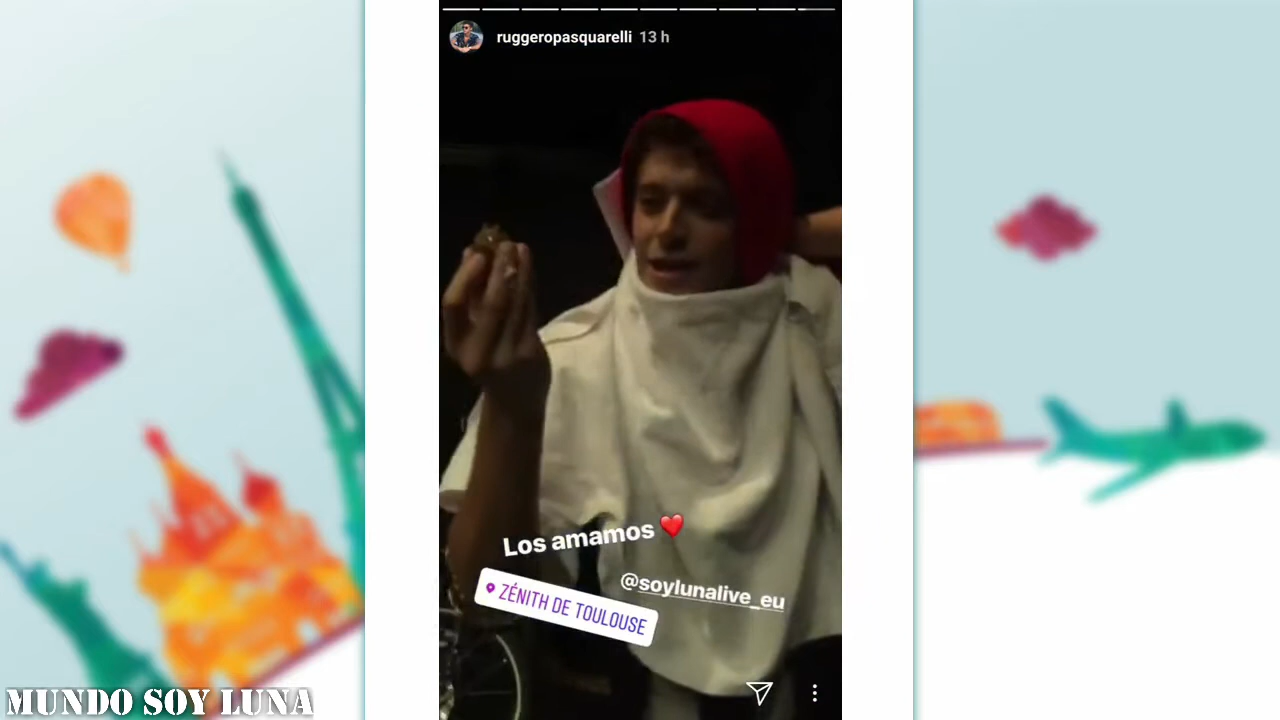 ruggeropasquarelli 13 h
Los amamos ❤️
@soylunalive_eu
ZÉNITH DE TOULOUSE
MUNDO SOY LUNA